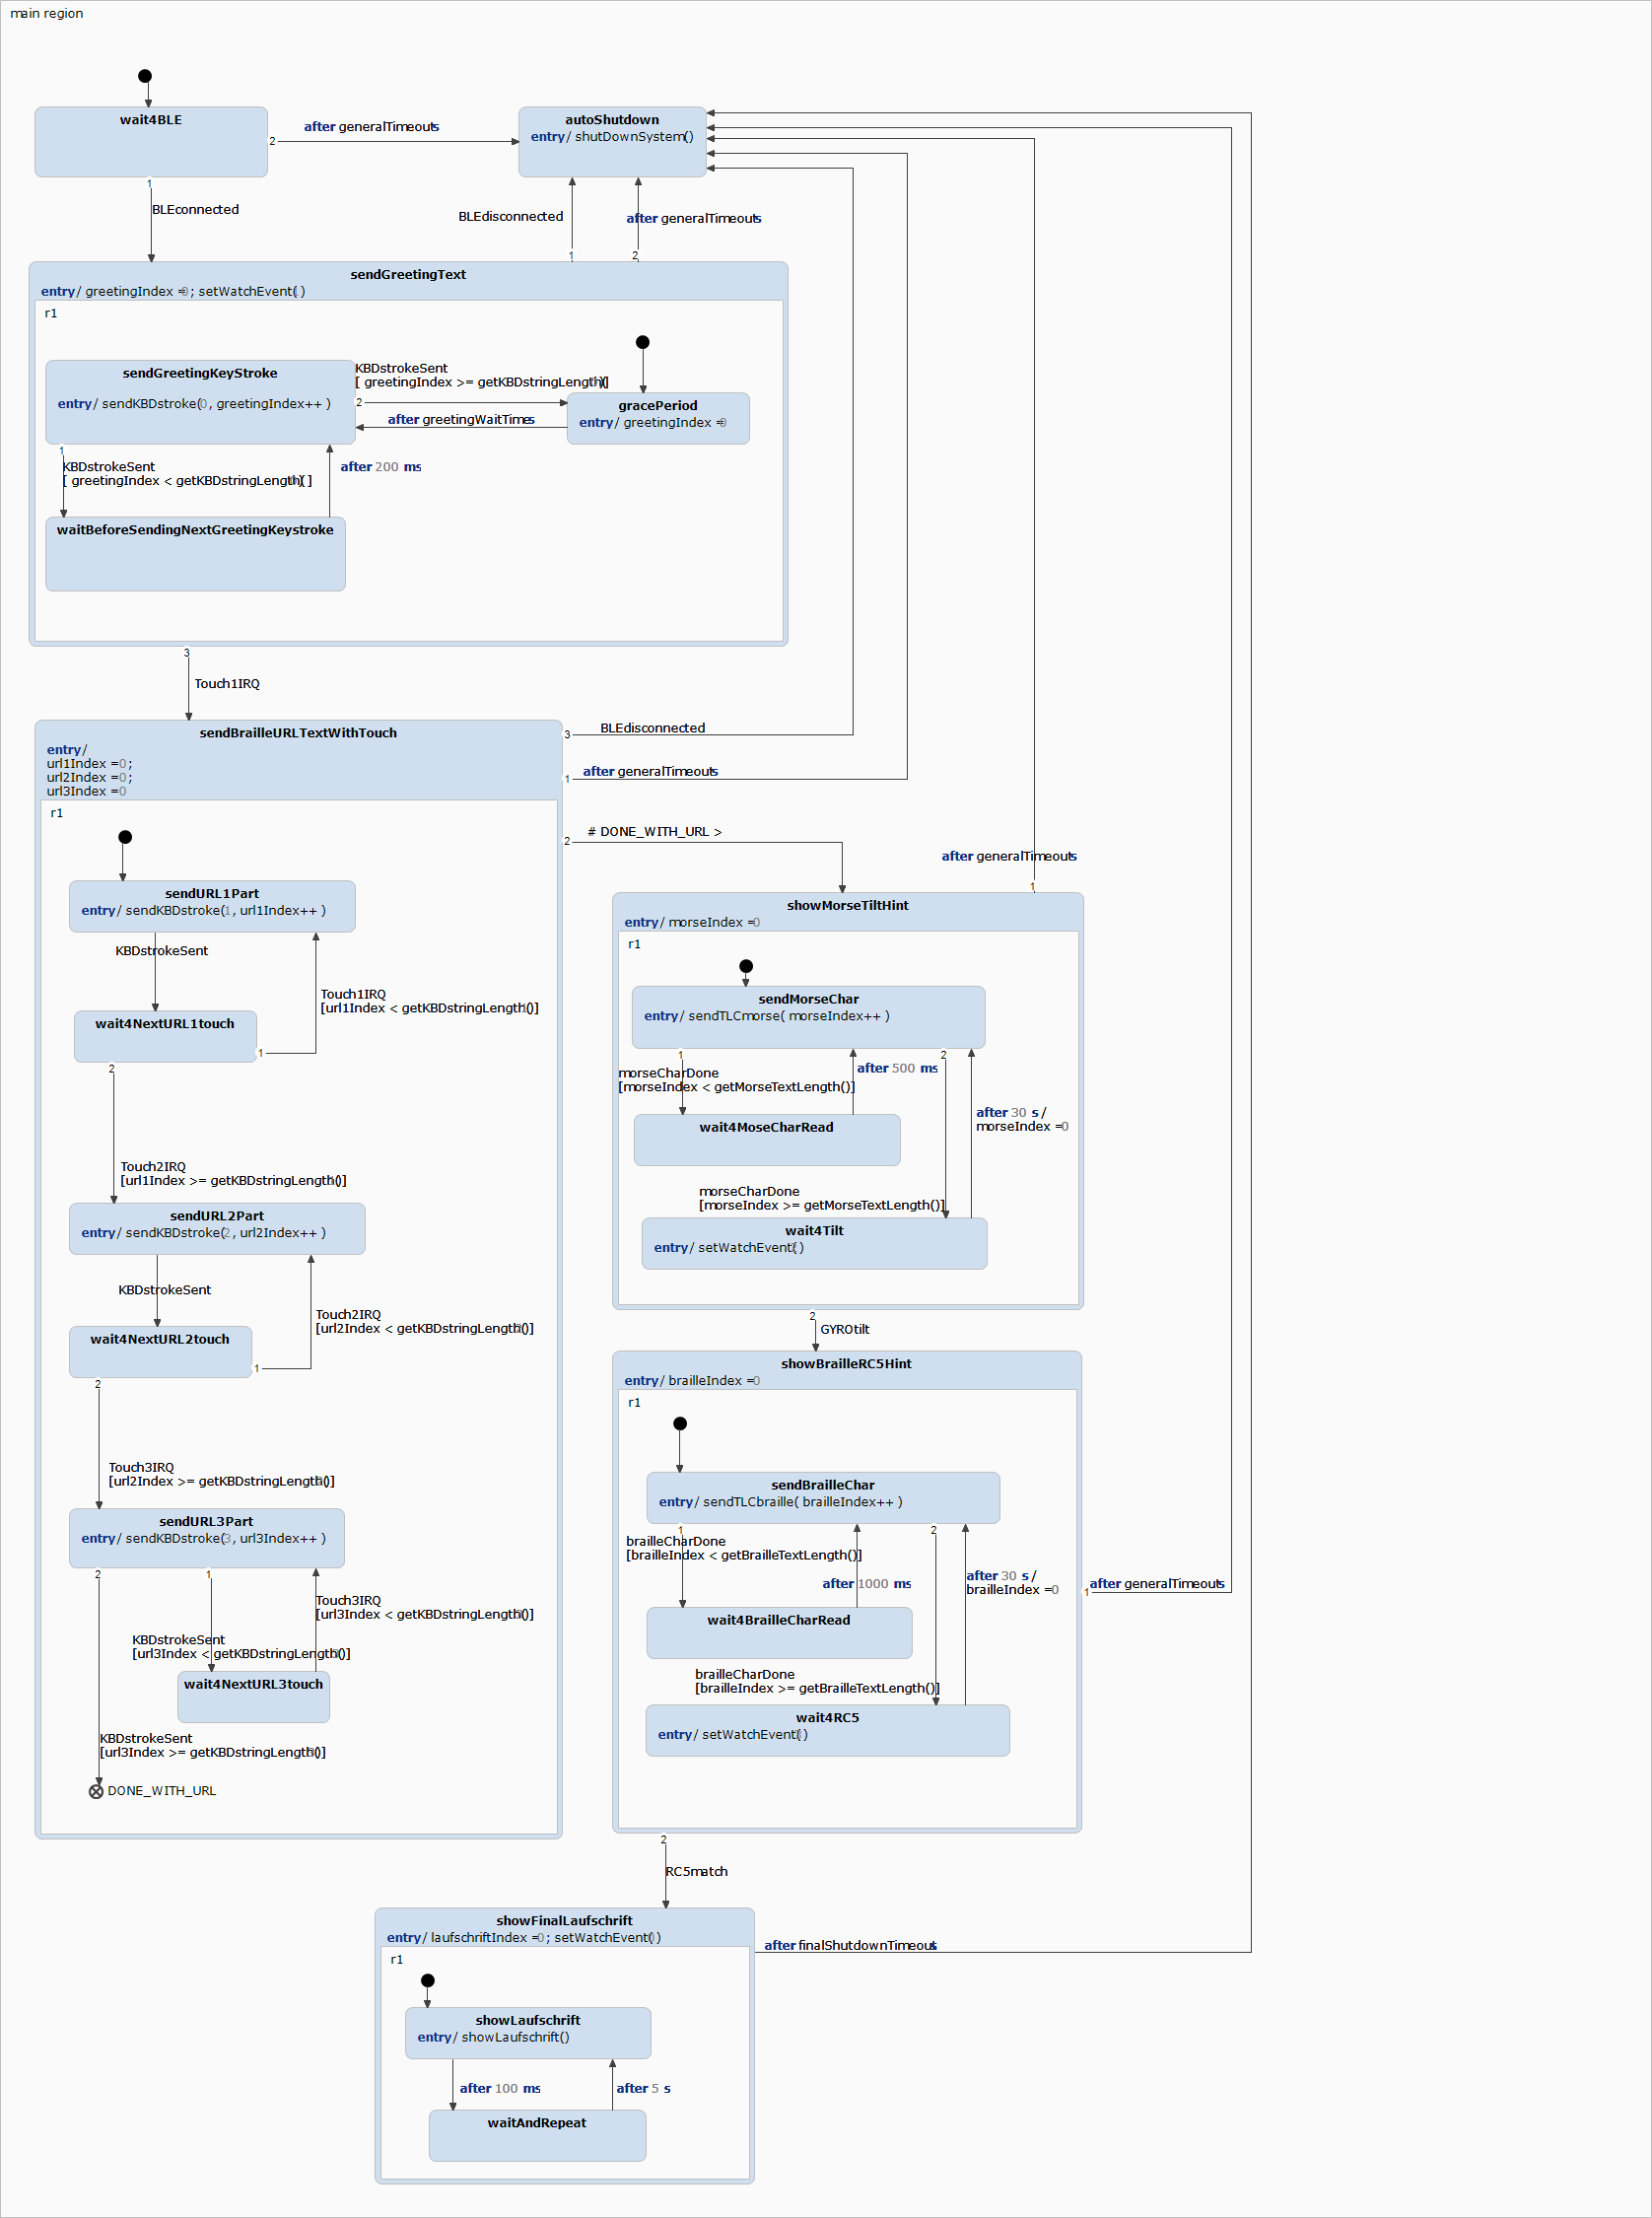 main region
wait4BLE
2
after generalTimeout s
autoShutdown
entry / shutDownSystem()
1
BLEconnected
BLEdisconnected
1
after generalTimeout s
2
sendGreetingText
entry / greetingIndex = 0; setWatchEvent( )
r1
sendGreetingKeyStroke
entry / sendKBDstroke(0, greetingIndex++ )
KBDstrokeSent
[ greetingIndex >= getKBDstringLength( )]
2
after greetingWaitTime s
gracePeriod
entry / greetingIndex = 0
1
KBDstrokeSent
[ greetingIndex < getKBDstringLength( ) ]
after 200 ms
waitBeforeSendingNextGreetingKeystroke
3
Touch1IRQ
sendBrailleURLTextWithTouch
entry /
url1Index = 0;
url2Index = 0;
url3Index = 0
3
BLEdisconnected
1
after generalTimeout s
2
# DONE_WITH_URL >
r1
sendURL1Part
entry / sendKBDstroke(1, url1Index++ )
KBDstrokeSent
Touch1IRQ
[url1Index < getKBDstringLength( )]
wait4NextURL1touch
1
2
Touch2IRQ
[url1Index >= getKBDstringLength( )]
sendURL2Part
entry / sendKBDstroke(2, url2Index++ )
KBDstrokeSent
Touch2IRQ
[url2Index < getKBDstringLength( )]
wait4NextURL2touch
1
2
Touch3IRQ
[url2Index >= getKBDstringLength( )]
sendURL3Part
entry / sendKBDstroke(3, url3Index++ )
2
1
Touch3IRQ
[url3Index < getKBDstringLength( )]
KBDstrokeSent
[url3Index < getKBDstringLength( )]
wait4NextURL3touch
KBDstrokeSent
[url3Index >= getKBDstringLength( )]
DONE_WITH_URL
after generalTimeout s
1
showMorseTiltHint
entry / morseIndex = 0
r1
sendMorseChar
entry / sendTLCmorse( morseIndex++ )
1
morseCharDone
[morseIndex < getMorseTextLength()]
after 500 ms
2
after 30 s /
morseIndex = 0
wait4MoseCharRead
morseCharDone
[morseIndex >= getMorseTextLength()]
wait4Tilt
entry / setWatchEvent( )
2
GYROtilt
showBrailleRC5Hint
entry / brailleIndex = 0
r1
sendBrailleChar
entry / sendTLCbraille( brailleIndex++ )
1
brailleCharDone
[brailleIndex < getBrailleTextLength()]
after 1000 ms
2
after 30 s /
brailleIndex = 0
1
after generalTimeout s
wait4BrailleCharRead
brailleCharDone
[brailleIndex >= getBrailleTextLength()]
wait4RC5
entry / setWatchEvent( )
2
RC5match
showFinalLaufschrift
entry / laufschriftIndex = 0; setWatchEvent( )
after finalShutdownTimeout s
r1
showLaufschrift
entry / showLaufschrift()
after 100 ms
after 5 s
waitAndRepeat